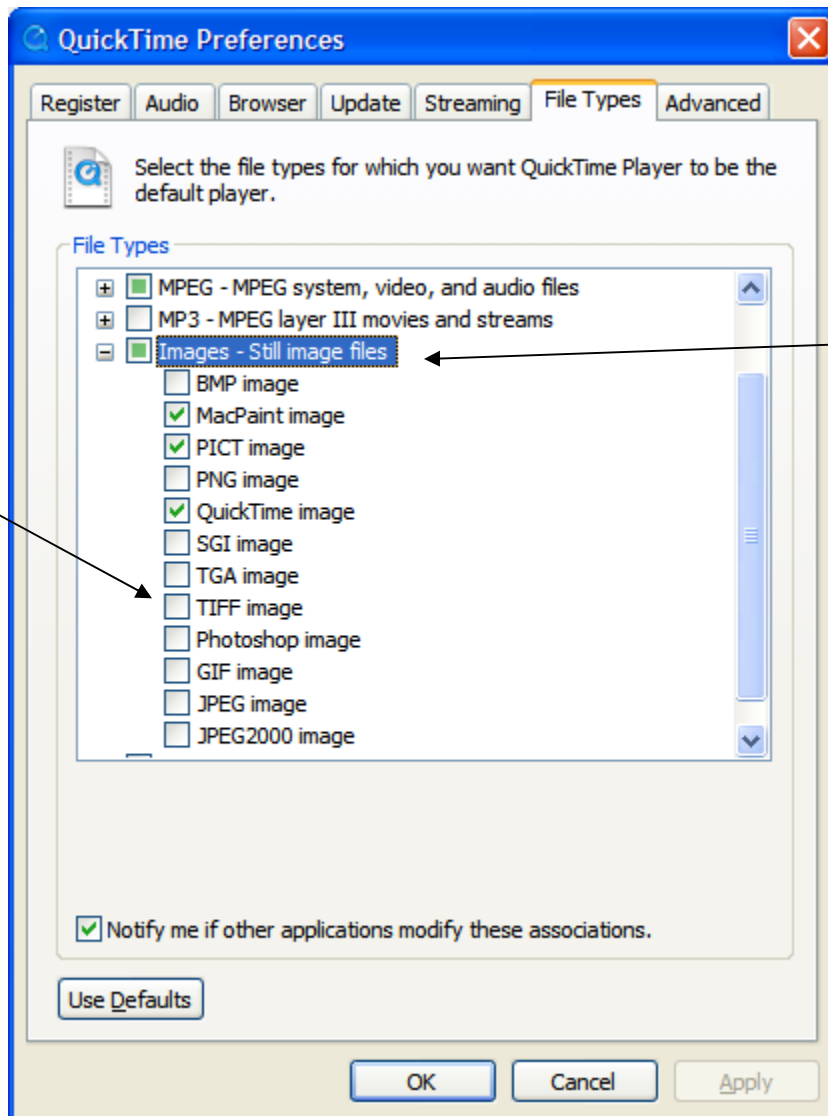 QuickTime Preferences
Register Audio Browser Update Streaming File Types Advanced
Select the file types for which you want QuickTime Player to be the
default player.
File Types
MPEG - MPEG system, video, and audio files
MP3 - MPEG layer III movies and streams
Images - Still image files
BMP image
MacPaint image
PICT image
PNG image
QuickTime image
SGI image
TGA image
TIFF image
Photoshop image
GIF image
JPEG image
JPEG2000 image
Notify me if other applications modify these associations.
Use Defaults
OK Cancel Apply